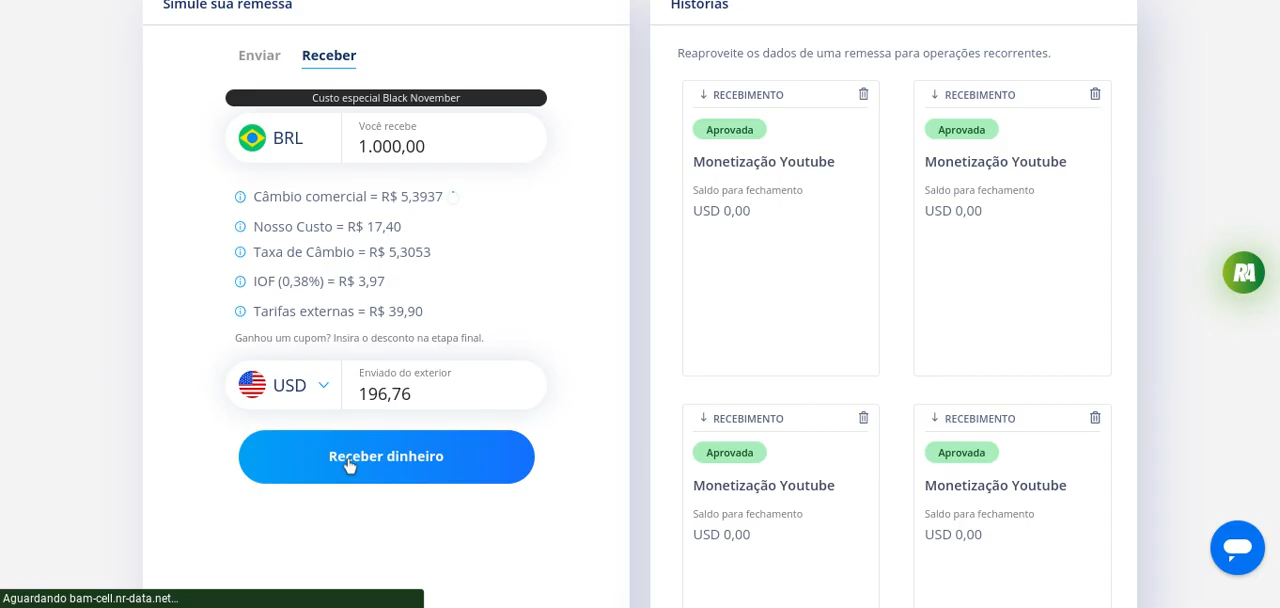 Simule sua remessa
Enviar Receber
Custo especial Black November
BRL
Você recebe
1.000,00
Câmbio comercial = R$ 5,3937
Nosso Custo = R$ 17,40
Taxa de Câmbio = R$ 5,3053
IOF (0,38%) = R$ 3,97
Tarifas externas = R$ 39,90
Ganhou um cupom? Insira o desconto na etapa final.
USD
Enviado do exterior
196,76
Receber dinheiro
Histórias
Reaproveite os dados de uma remessa para operações recorrentes.
RECEBIMENTO
Aprovada
Monetização Youtube
Saldo para fechamento
USD 0,00
RECEBIMENTO
Aprovada
Monetização Youtube
Saldo para fechamento
USD 0,00
RECEBIMENTO
Aprovada
Monetização Youtube
Saldo para fechamento
USD 0,00
RECEBIMENTO
Aprovada
Monetização Youtube
Saldo para fechamento
USD 0,00
RA
Aguardando bam-cell.nr-data.net...